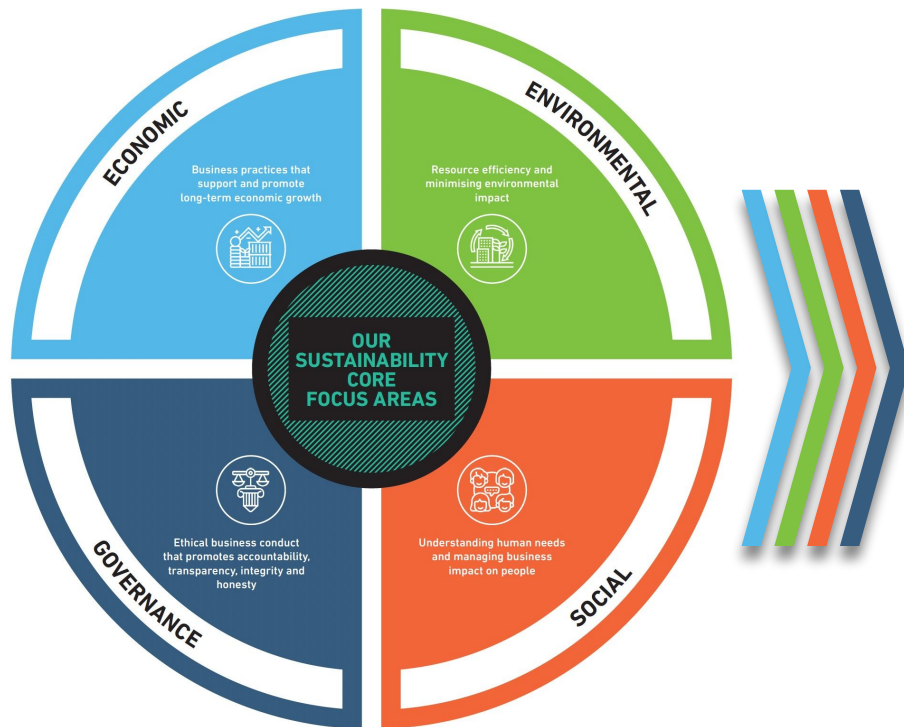 ECONOMIC
Business practices that
support and promote
long-term economic growth
ENVIRONMENTAL
Resource efficiency and
minimising environmental
impact
OUR
SUSTAINABILITY
CORE
FOCUS AREAS
GOVERNANCE
Ethical business conduct
that promotes accountability,
transparency, integrity and
honesty
SOCIAL
Understanding human needs
and managing business
impact on people